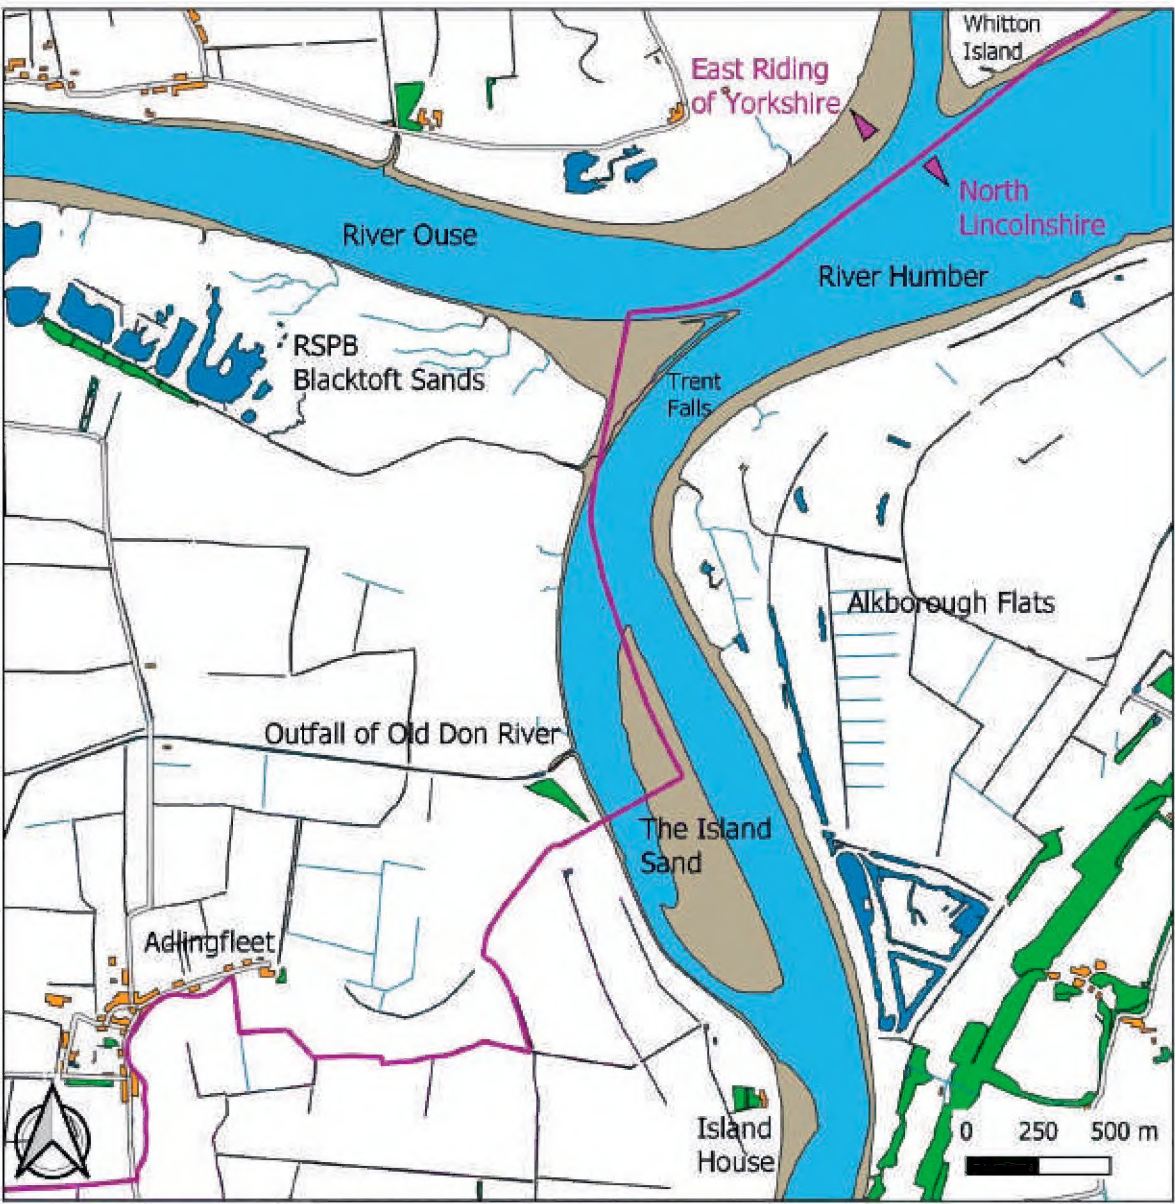 Whitton
Island
East Riding
of Yorkshire
North
Lincolnshire
River Ouse
River Humber
RSPB
Blacktoft Sands
Trent
Falls
Alkborough Flats
Outfall of Old Don River
The Island
Sand
Adlingfleet
Island
House
0 250 500 m